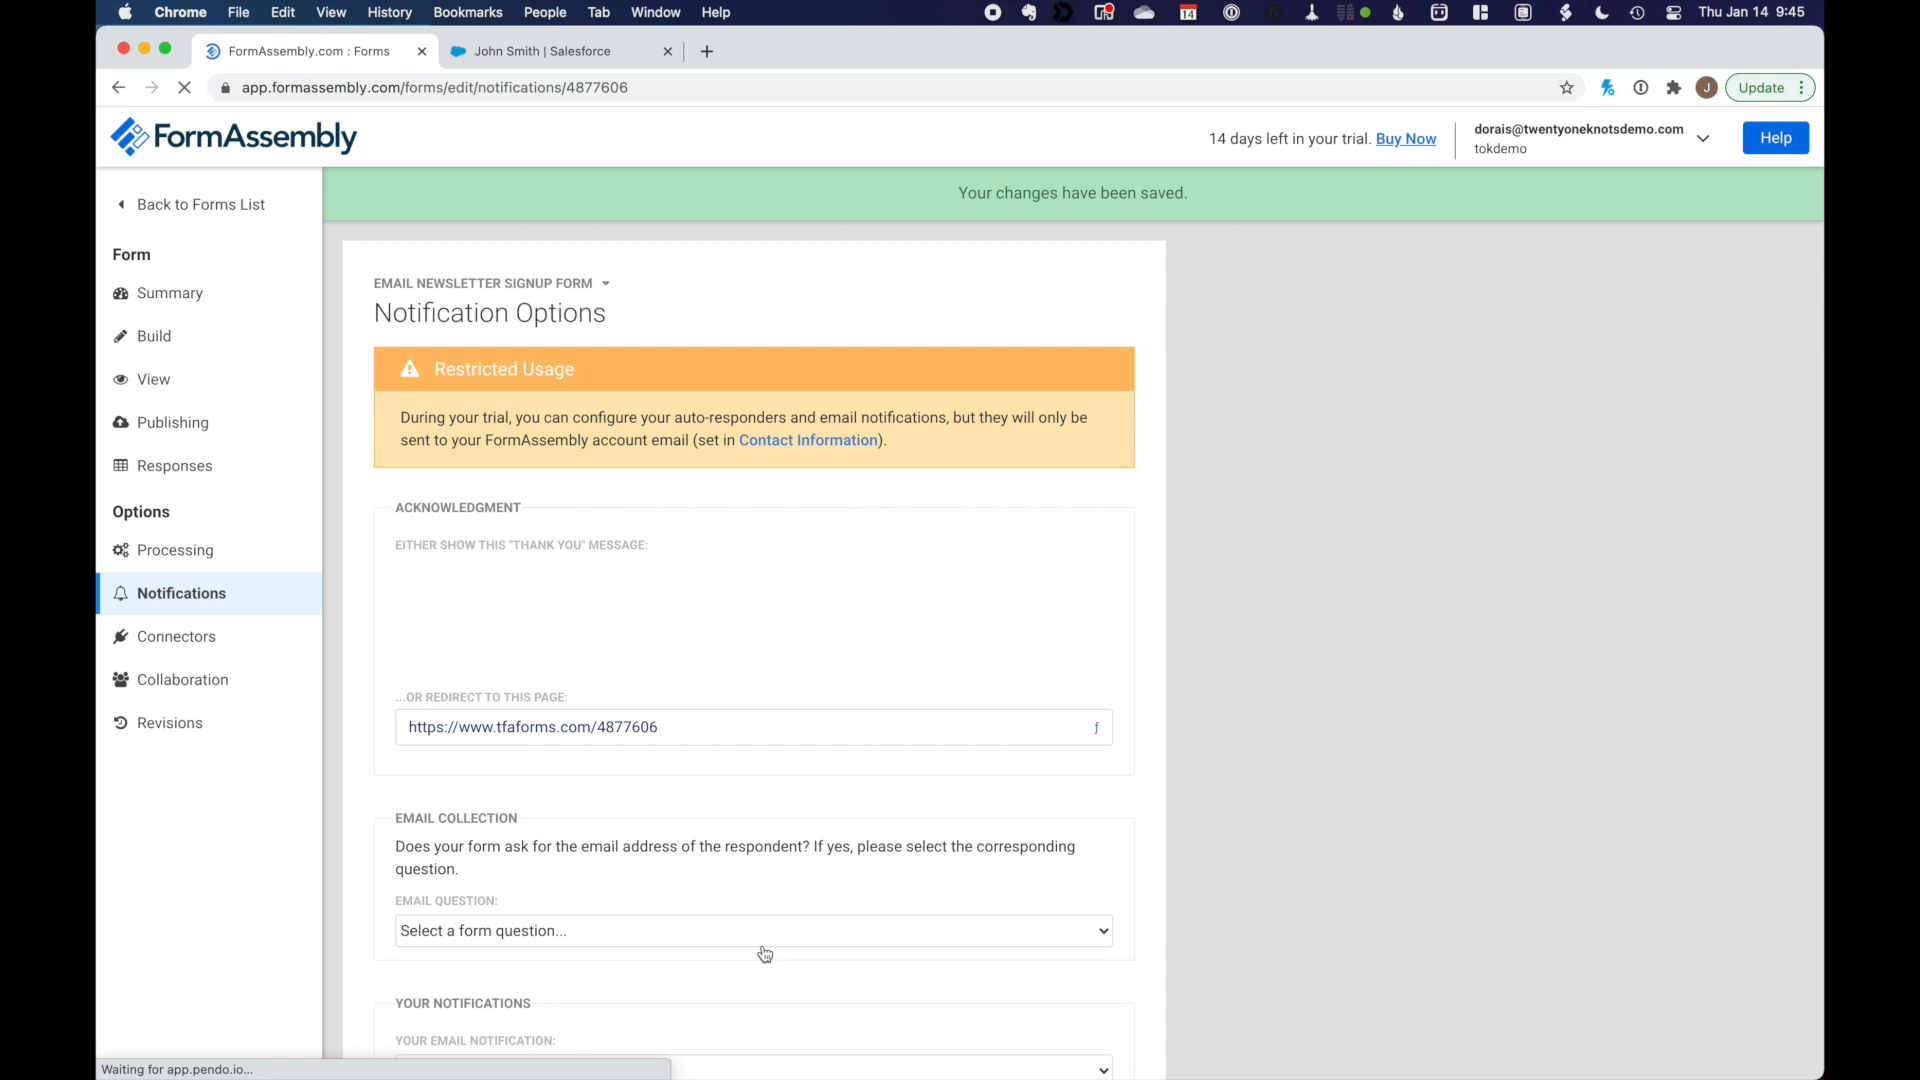 Chrome File Edit View History Bookmarks People Tab Window Help
14
Thu Jan 14 9:45
FormAssembly.com : Forms
John Smith | Salesforce
app.formassembly.com/forms/edit/notifications/4877606
J
Update
FormAssembly
14 days left in your trial. Buy Now
dorais@twentyoneknotsdemo.com
tokdemo
Help
Your changes have been saved.
Back to Forms List
Form
Summary
Build
View
Publishing
Responses
Options
Processing
Notifications
Connectors
Collaboration
Revisions
EMAIL NEWSLETTER SIGNUP FORM
Notification Options
Restricted Usage
During your trial, you can configure your auto-responders and email notifications, but they will only be
sent to your FormAssembly account email (set in Contact Information).
ACKNOWLEDGMENT
EITHER SHOW THIS "THANK YOU" MESSAGE:
...OR REDIRECT TO THIS PAGE:
https://www.tfaforms.com/4877606
f
EMAIL COLLECTION
Does your form ask for the email address of the respondent? If yes, please select the corresponding
question.
EMAIL QUESTION:
Select a form question...
YOUR NOTIFICATIONS
YOUR EMAIL NOTIFICATION:
Waiting for app.pendo.io...